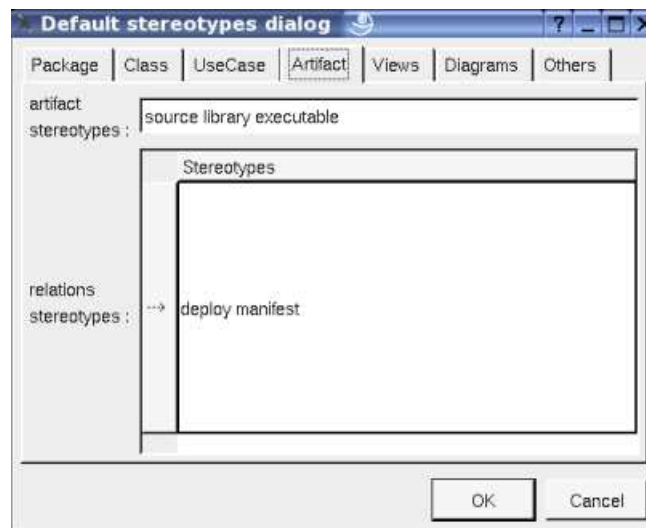 Default stereotypes dialog
Package Class UseCase Artifact Views Diagrams Others
artifact
stereotypes :
source library executable
Stereotypes
relations
stereotypes :
deploy manifest
OK Cancel